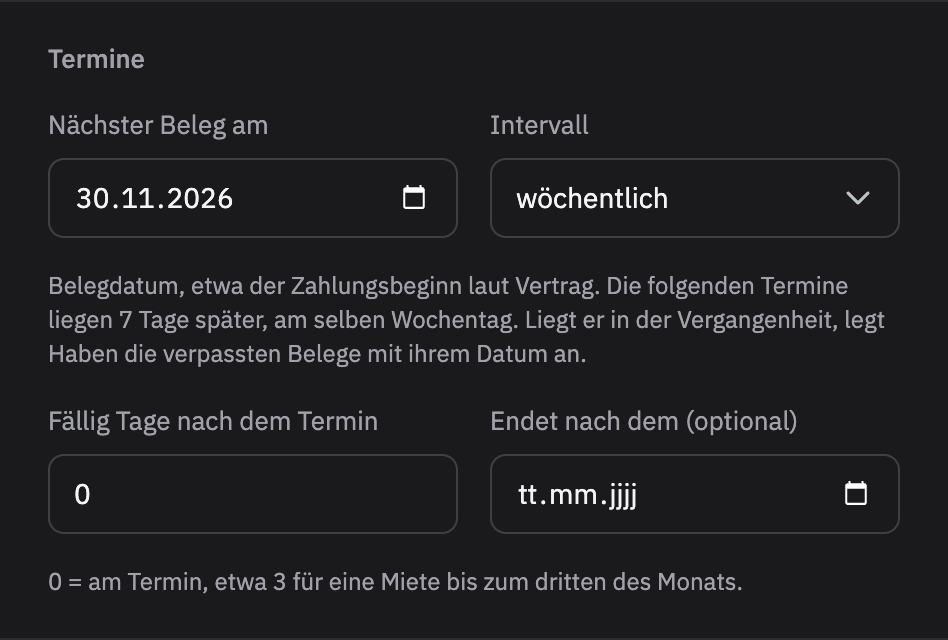 Termine
Nächster Beleg am
Intervall
30.11.2026
wöchentlich
Belegdatum, etwa der Zahlungsbeginn laut Vertrag. Die folgenden Termine
liegen 7 Tage später, am selben Wochentag. Liegt er in der Vergangenheit, legt
Haben die verpassten Belege mit ihrem Datum an.
Fällig Tage nach dem Termin
Endet nach dem (optional)
0
tt.mm.jjjj
0 = am Termin, etwa 3 für eine Miete bis zum dritten des Monats.